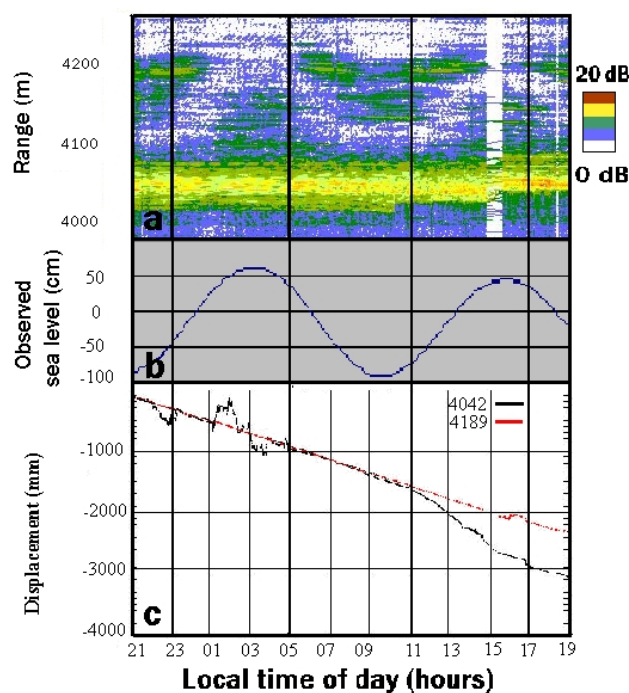 Range (m)
4200
4100
4000
a
20 dB
0 dB
Observed
sea level (cm)
50
0
-50
-100
b
Displacement (mm)
-1000
-2000
-3000
-4000
4042
4189
c
21 23 01 03 05 07 09 11 13 15 17 19
Local time of day (hours)